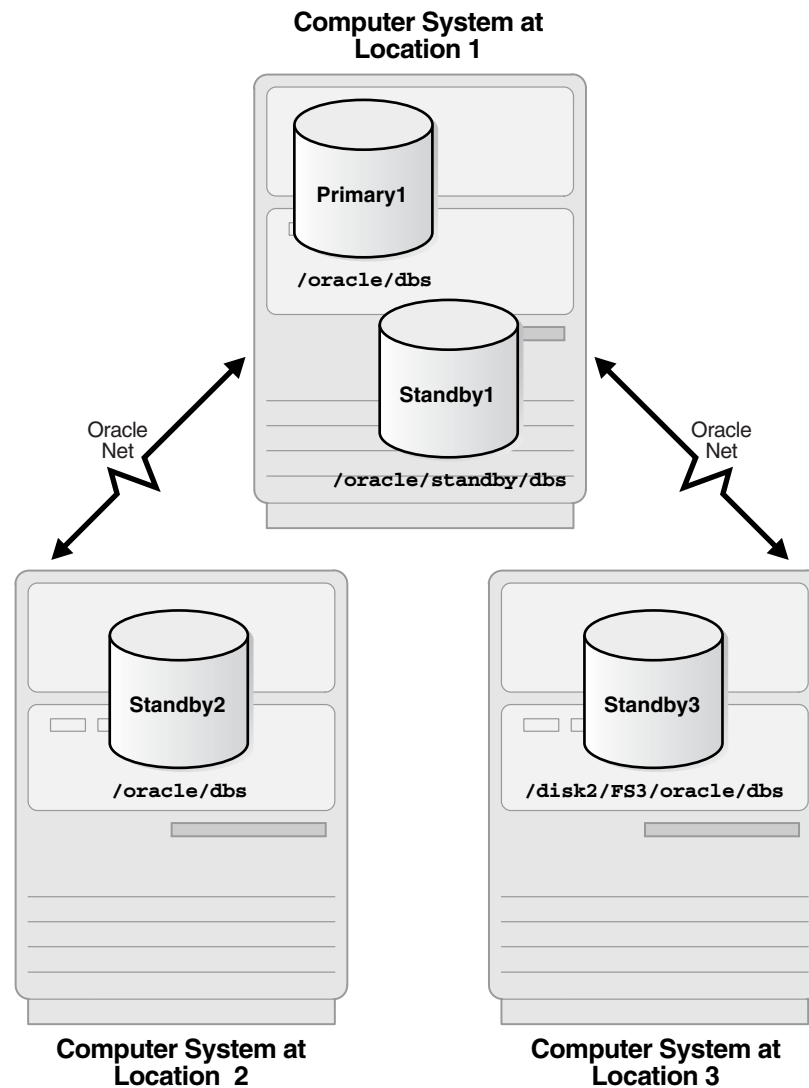 Computer System at
Location 1
Primary1
/oracle/dbs
Standby1
/oracle/standby/dbs
Oracle
Net
Oracle
Net
Standby2
/oracle/dbs
Standby3
/disk2/FS3/oracle/dbs
Computer System at
Location 2
Computer System at
Location 3